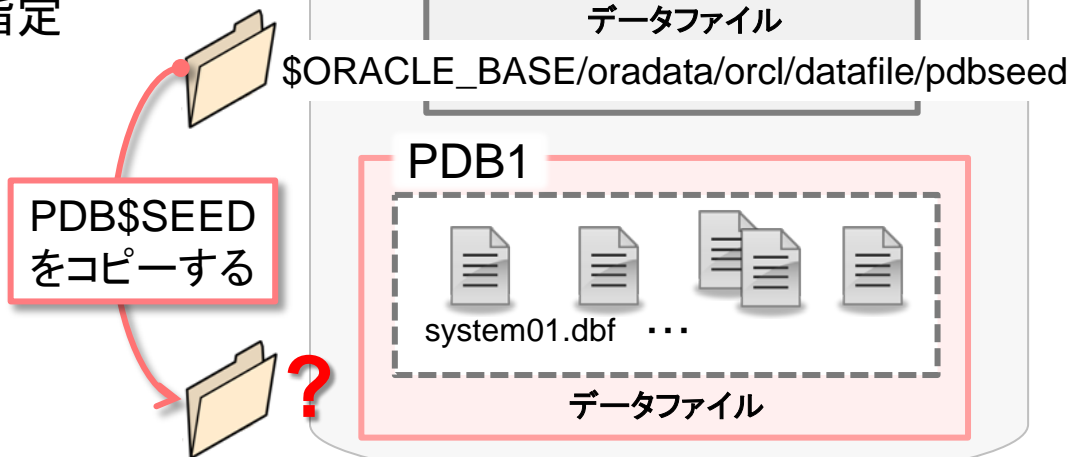 指定
データファイル
$ORACLE_BASE/oradata/orcl/datafile/pdbseed
PDB1
PDB$SEED
をコピーする
system01.dbf ・・・
?
データファイル